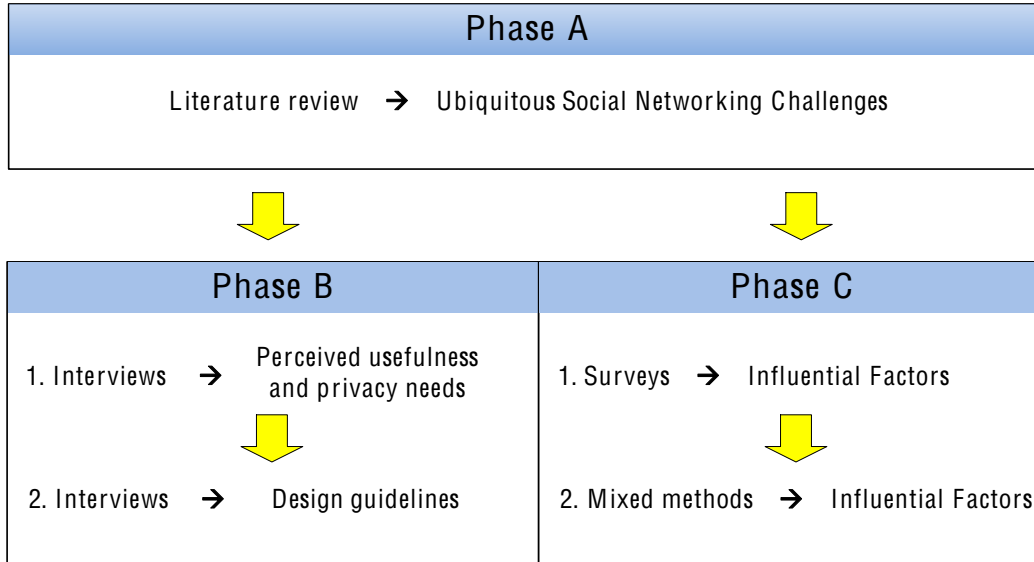 Phase A
Literature review → Ubiquitous Social Networking Challenges
Phase B
1. Interviews → Perceived usefulness
and privacy needs
2. Interviews → Design guidelines
Phase C
1. Surveys → Influential Factors
2. Mixed methods → Influential Factors